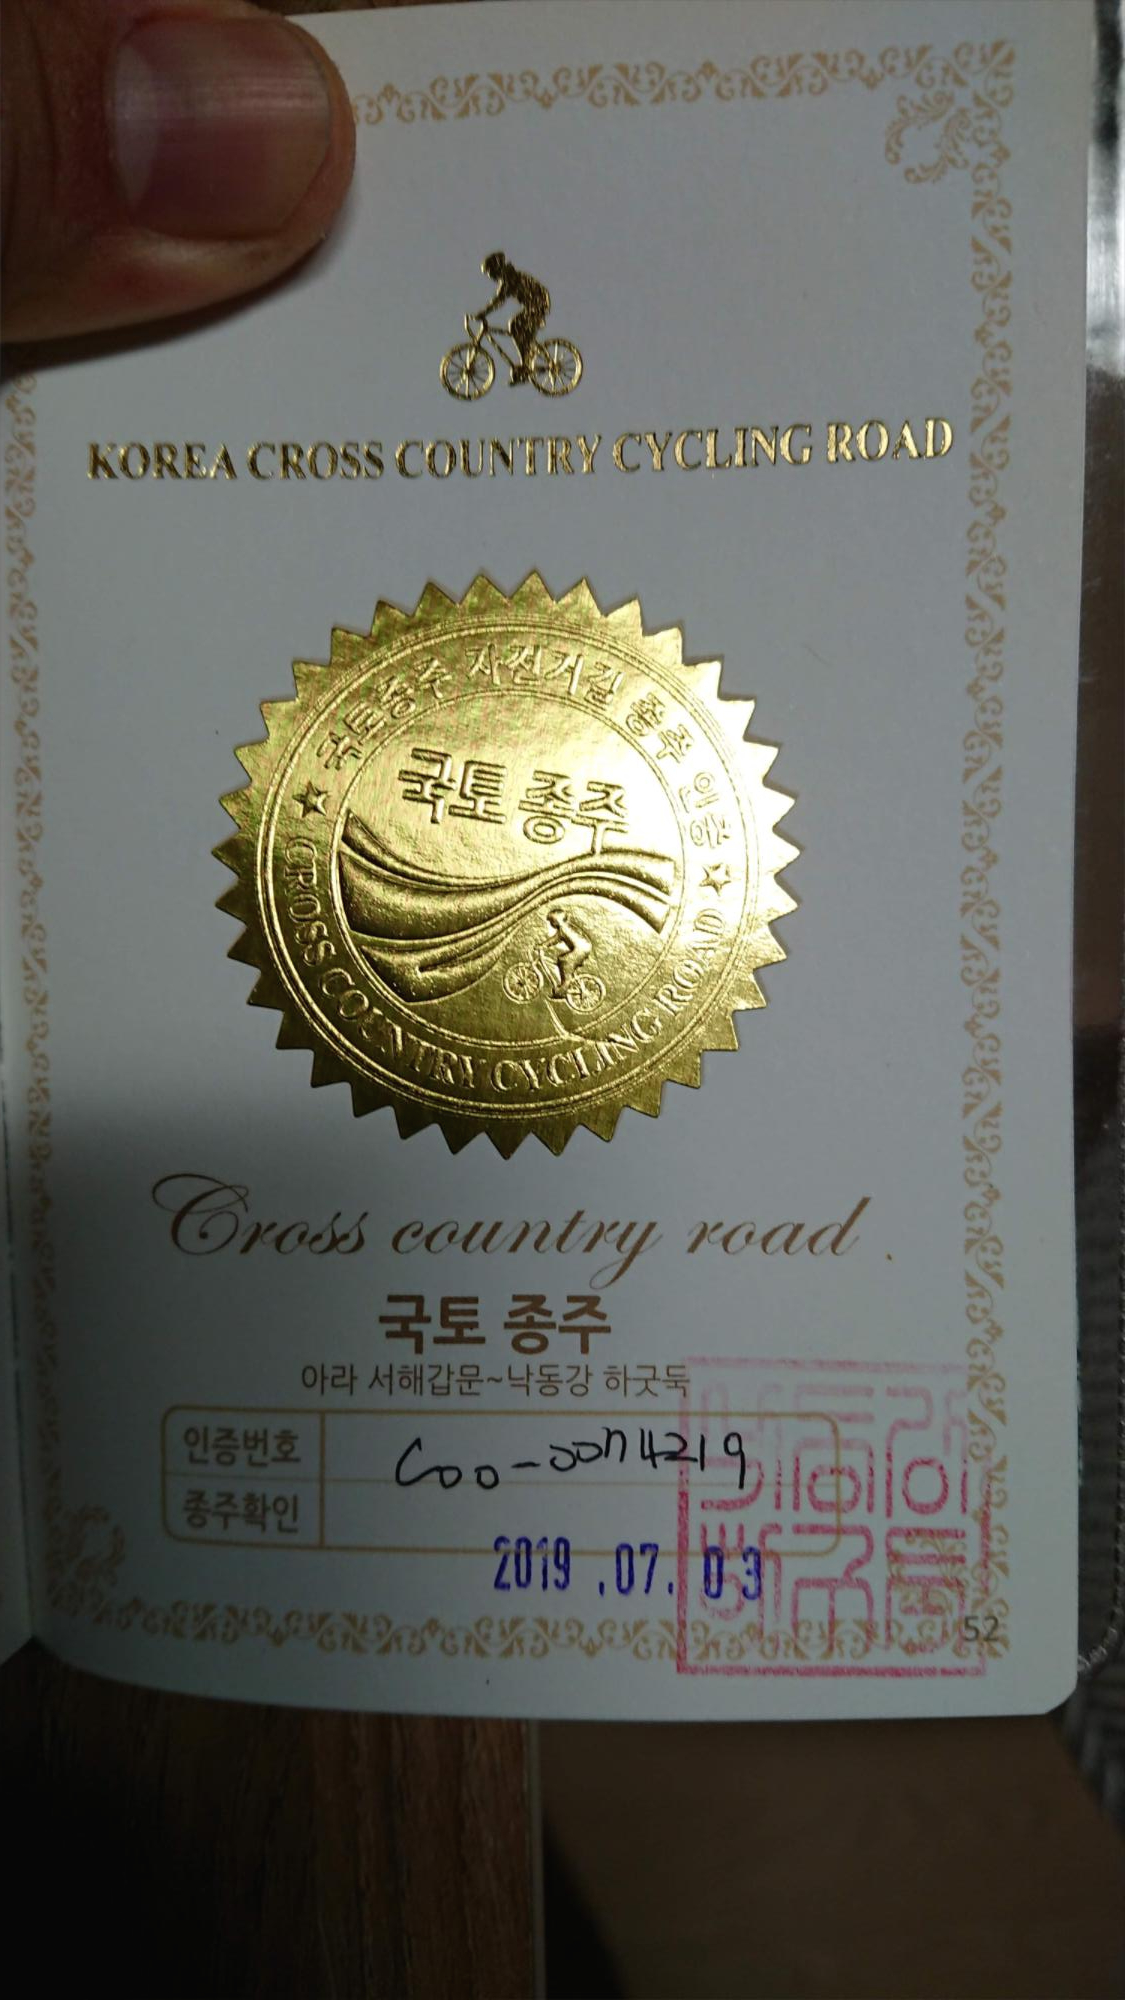 KOREA CROSS COUNTRY CYCLING ROAD
국토종주 자전거길 종주 인증
국토 종주
CROSS COUNTRY CYCLING ROAD
Cross country road
국토 종주
아라 서해갑문~낙동강 하굿둑
인증번호 C00-0074219
종주확인
2019.07.03
52